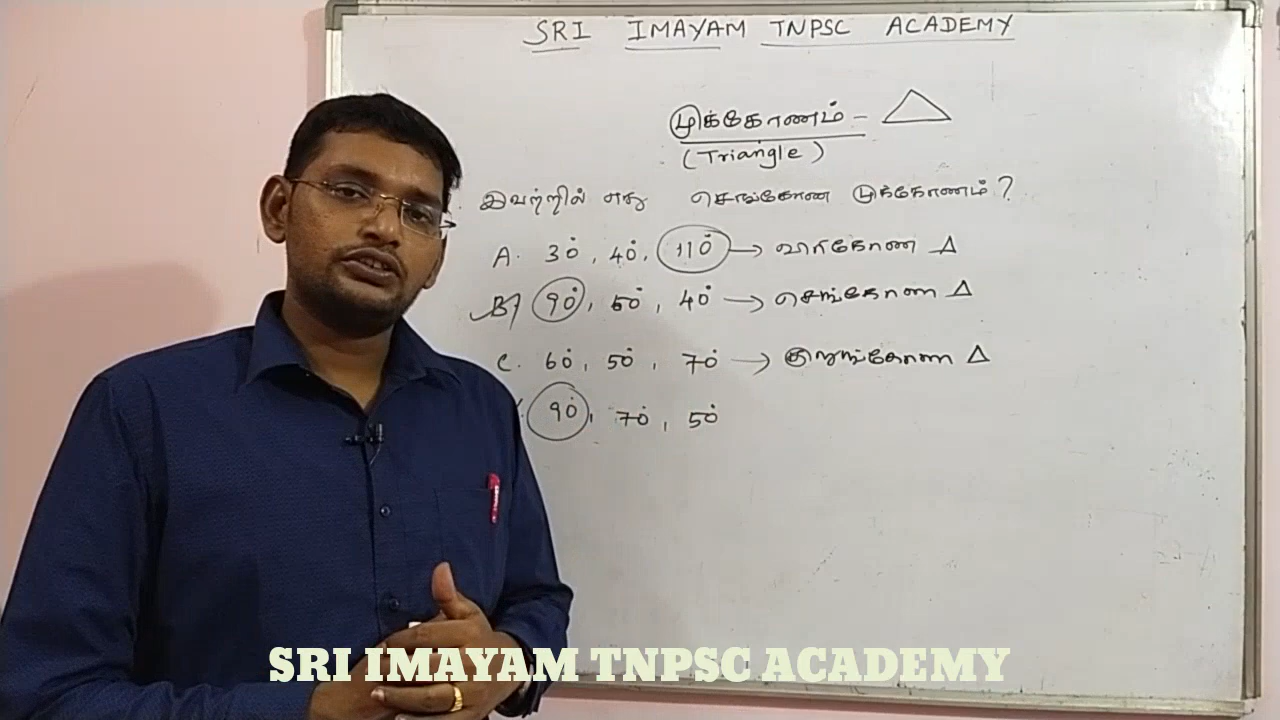 SRI IMAYAM TNPSC ACADEMY
முக்கோணம் -
(Triangle)
இவற்றில் எது செங்கோண முக்கோணம்?
A. 30°, 40°, 110° → விரிகோண △
B) 90°, 50°, 40° → செங்கோண △
C. 60°, 50°, 70° → குறுங்கோண △
90°, 70°, 50°
SRI IMAYAM TNPSC ACADEMY